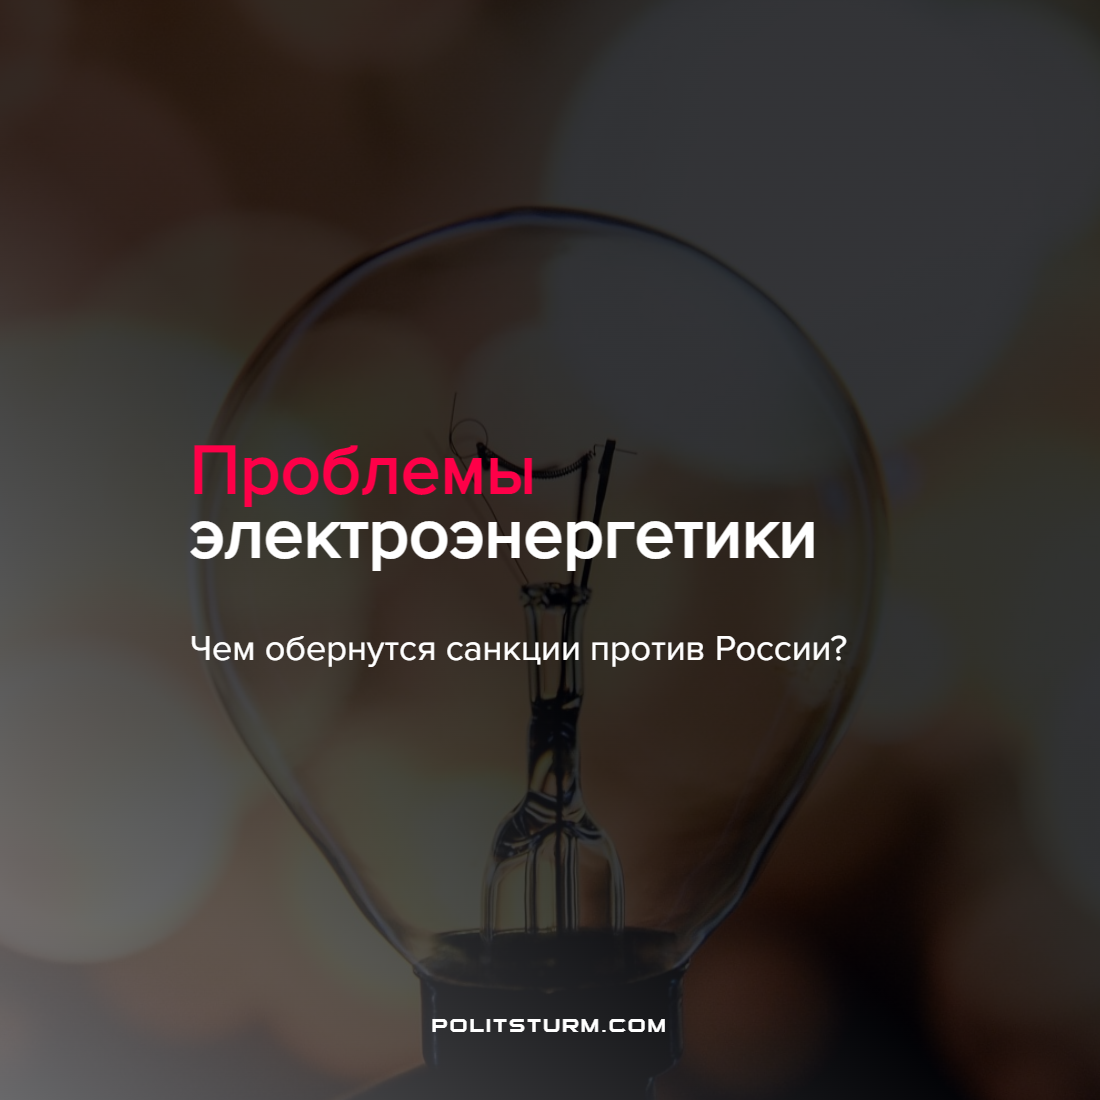 Проблемы
электроэнергетики
Чем обернутся санкции против России?
POLITSTURM.COM